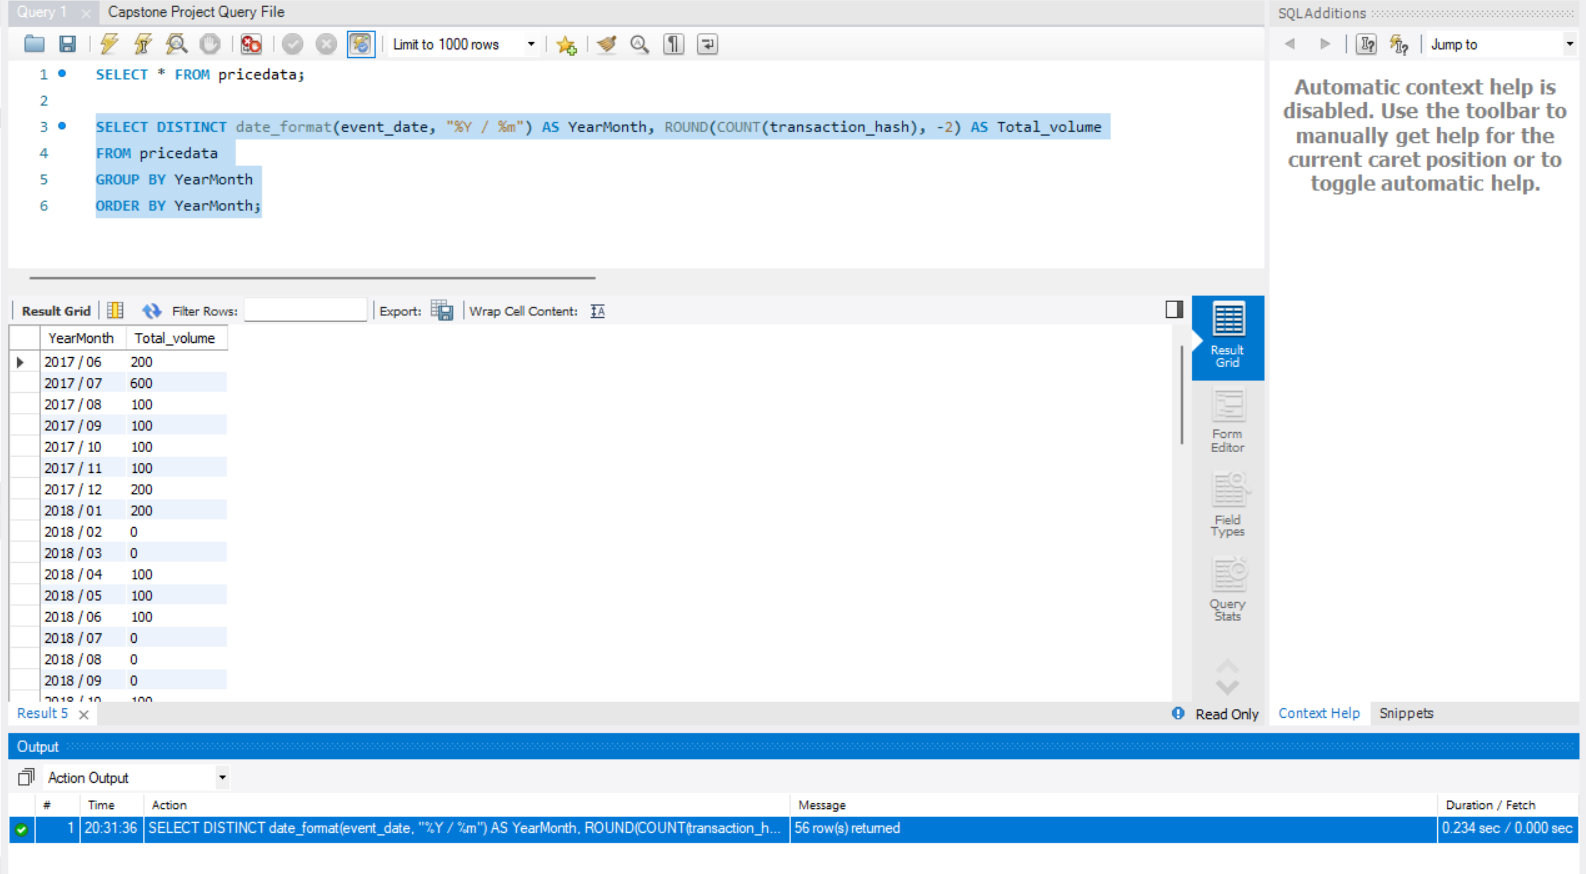 Query 1
Capstone Project Query File
SQLAdditions
Limit to 1000 rows
Jump to
1 SELECT * FROM pricedata;
2
3 SELECT DISTINCT date_format(event_date, "%Y / %m") AS YearMonth, ROUND(COUNT(transaction_hash), -2) AS Total_volume
4 FROM pricedata
5 GROUP BY YearMonth
6 ORDER BY YearMonth;
Automatic context help is
disabled. Use the toolbar to
manually get help for the
current caret position or to
toggle automatic help.
Result Grid Filter Rows: Export: Wrap Cell Content:
YearMonth Total_volume
2017 / 06 200
2017 / 07 600
2017 / 08 100
2017 / 09 100
2017 / 10 100
2017 / 11 100
2017 / 12 200
2018 / 01 200
2018 / 02 0
2018 / 03 0
2018 / 04 100
2018 / 05 100
2018 / 06 100
2018 / 07 0
2018 / 08 0
2018 / 09 0
2018 / 10 100
Result
Grid
Form
Editor
Field
Types
Query
Stats
Result 5
Read Only
Context Help
Snippets
Output
Action Output
# Time Action Message Duration / Fetch
1 20:31:36 SELECT DISTINCT date_format(event_date, "%Y / %m") AS YearMonth, ROUND(COUNT(transaction_h... 56 row(s) returned 0.234 sec / 0.000 sec